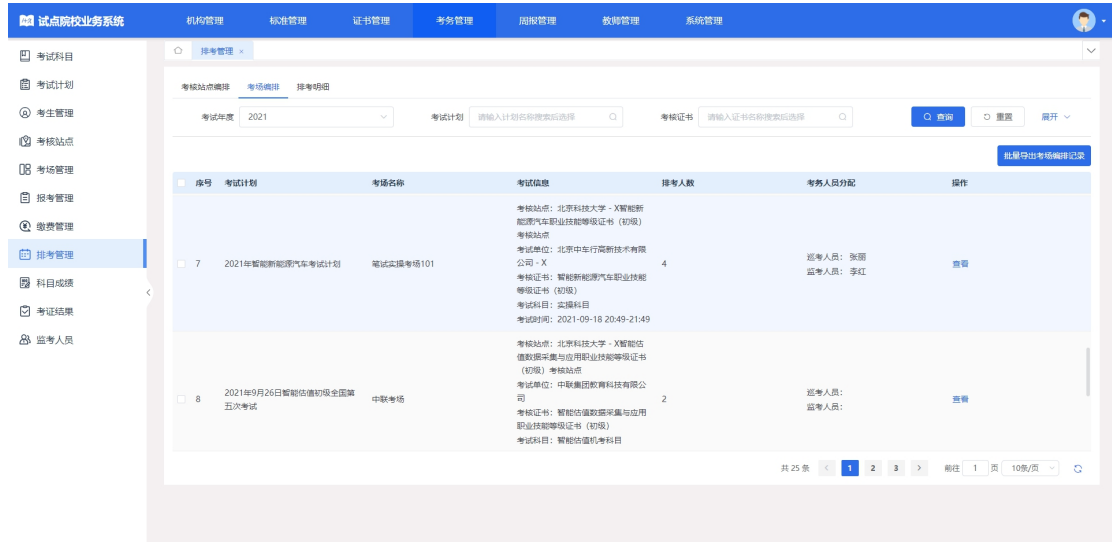 试点院校业务系统 机构管理 标准管理 证书管理 考务管理 周报管理 教师管理 系统管理
考试科目
考试计划
考生管理
考核站点
考场管理
报考管理
缴费管理
排考管理
科目成绩
考证结果
监考人员
排考管理 ×
考核站点编排 考场编排 排考明细
考试年度 2021 考试计划 请输入计划名称搜索后选择 考核证书 请输入证书名称搜索后选择 查询 重置 展开
批量导出考场编排记录
序号 考试计划 考场名称 考试信息 排考人数 考务人员分配 操作
考核站点：北京科技大学 - X智能新
能源汽车职业技能等级证书（初级）
考核站点
考试单位：北京中车行高新技术有限
公司 - X
考核证书：智能新能源汽车职业技能
等级证书（初级）
考试科目：实操科目
考试时间：2021-09-18 20:49-21:49
7 2021年智能新能源汽车考试计划 笔试实操考场101 4 巡考人员： 张丽
监考人员： 李红
查看
考核站点：北京科技大学 - X智能估
值数据采集与应用职业技能等级证书
（初级）考核站点
考试单位：中联集团教育科技有限公
司
考核证书：智能估值数据采集与应用
职业技能等级证书（初级）
考试科目：智能估值机考科目
8 2021年9月26日智能估值初级全国第
五次考试
中联考场 2 巡考人员：
监考人员：
查看
共 25 条 < 1 2 3 > 前往 1 页 10条/页